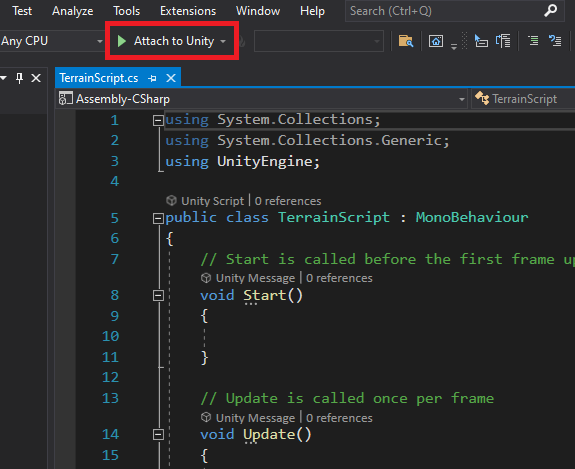 Analyze Tools Extensions Window Help Search (Ctrl+Q)
Any CPU Attach to Unity
TerrainScript.cs
Assembly-CSharp TerrainScript
1 using System.Collections;
2 using System.Collections.Generic;
3 using UnityEngine;
4
Unity Script | 0 references
5 public class TerrainScript : MonoBehaviour
6 {
7 // Start is called before the first frame up
Unity Message | 0 references
8 void Start()
9 {
10
11 }
12
13 // Update is called once per frame
Unity Message | 0 references
14 void Update()
15 {